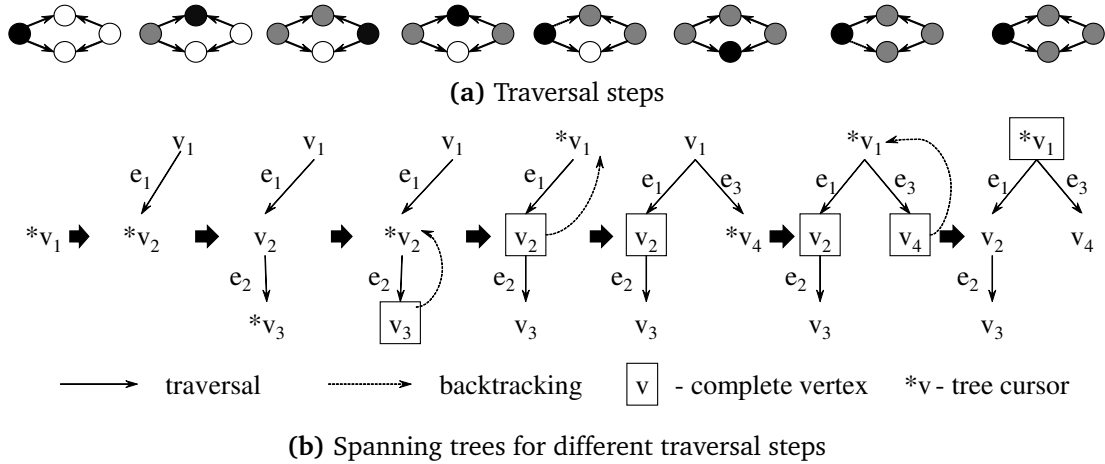 (a) Traversal steps
v1 v1 v1 *v1 v1 *v1 *v1
e1 e1 e1 e1 e1 e3 e1 e3 e1 e3
*v1 *v2 v2 *v2 v2 v2 *v4 v2 v4 v2 v4
e2 e2 e2 e2 e2 e2
*v3 v3 v3 v3 v3 v3
traversal backtracking v - complete vertex *v - tree cursor
(b) Spanning trees for different traversal steps